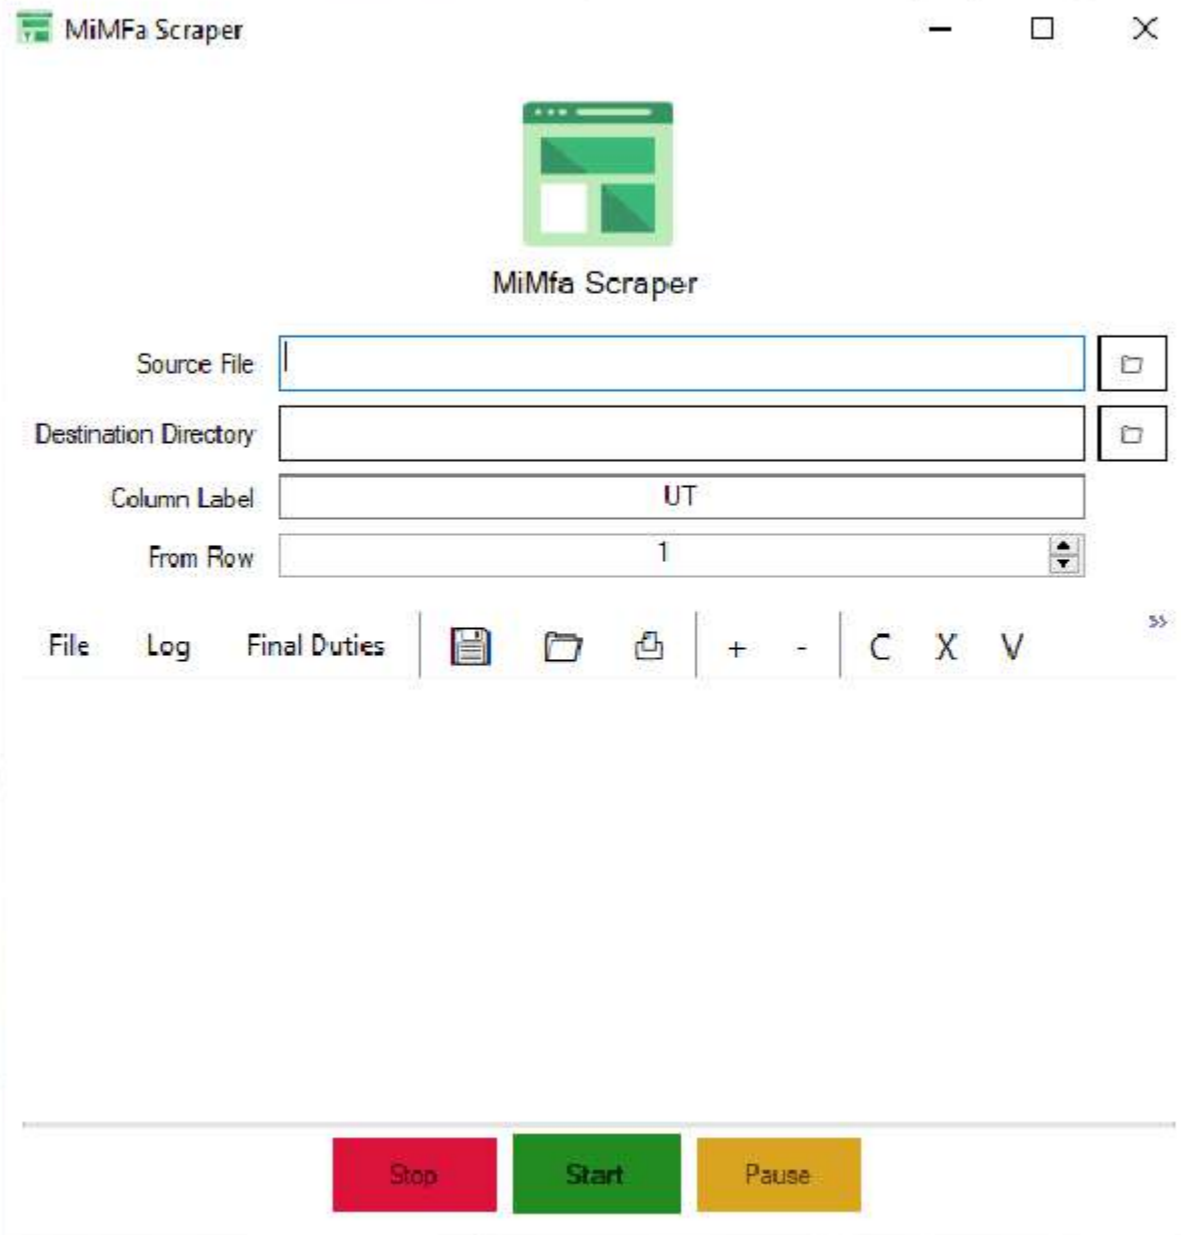 MiMFa Scraper
MiMfa Scraper
Source File
Destination Directory
Column Label UT
From Row 1
File Log Final Duties + - C X V »
Stop Start Pause